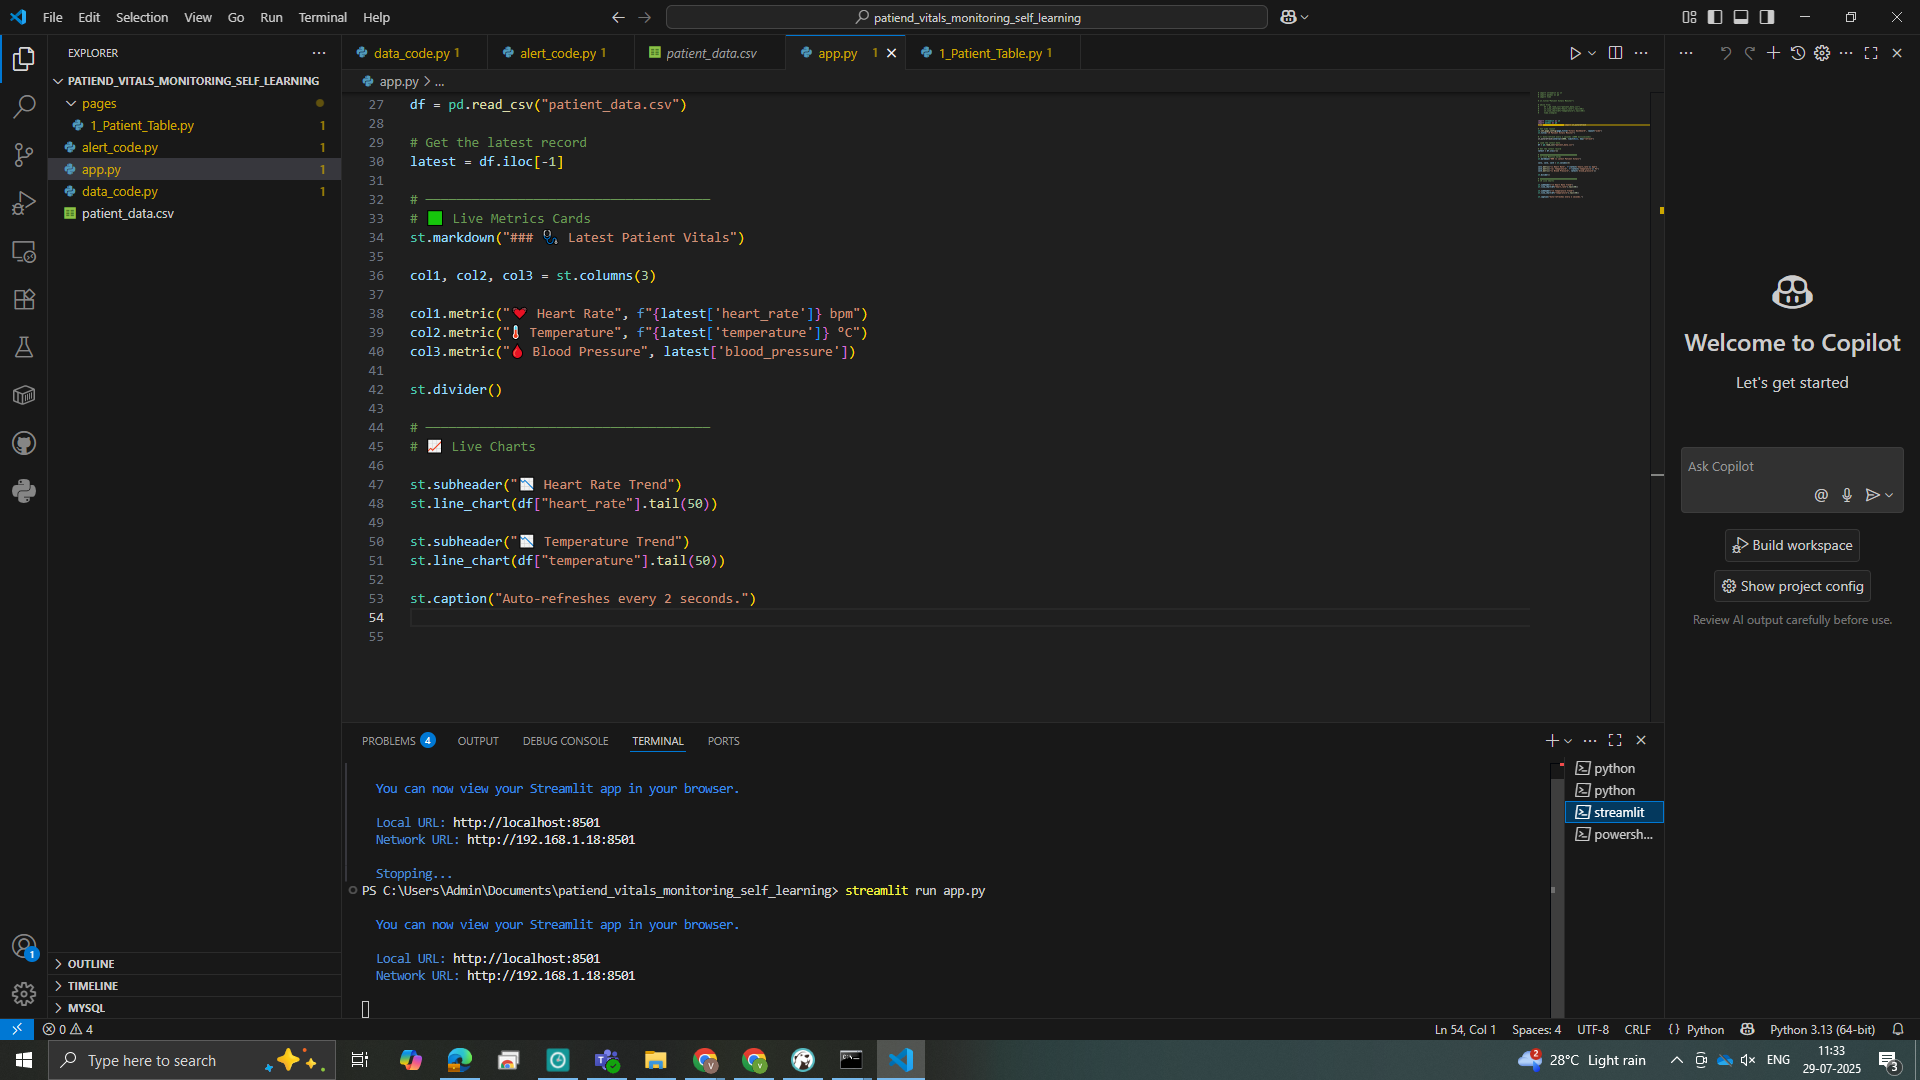 File Edit Selection View Go Run Terminal Help
patiend_vitals_monitoring_self_learning
EXPLORER
PATIEND_VITALS_MONITORING_SELF_LEARNING
pages
1_Patient_Table.py 1
alert_code.py 1
app.py 1
data_code.py 1
patient_data.csv
OUTLINE
TIMELINE
MYSQL
data_code.py 1
alert_code.py 1
patient_data.csv
app.py 1
1_Patient_Table.py 1
app.py > ...
27 df = pd.read_csv("patient_data.csv")
28
29 # Get the latest record
30 latest = df.iloc[-1]
31
32 # ─────────────────────────────────────
33 # 🟩 Live Metrics Cards
34 st.markdown("### 🩺 Latest Patient Vitals")
35
36 col1, col2, col3 = st.columns(3)
37
38 col1.metric("❤️ Heart Rate", f"{latest['heart_rate']} bpm")
39 col2.metric("🌡️ Temperature", f"{latest['temperature']} °C")
40 col3.metric("🩸 Blood Pressure", latest['blood_pressure'])
41
42 st.divider()
43
44 # ─────────────────────────────────────
45 # 📈 Live Charts
46
47 st.subheader("📉 Heart Rate Trend")
48 st.line_chart(df["heart_rate"].tail(50))
49
50 st.subheader("📉 Temperature Trend")
51 st.line_chart(df["temperature"].tail(50))
52
53 st.caption("Auto-refreshes every 2 seconds.")
54
55
PROBLEMS 4 OUTPUT DEBUG CONSOLE TERMINAL PORTS
You can now view your Streamlit app in your browser.
Local URL: http://localhost:8501
Network URL: http://192.168.1.18:8501
Stopping...
PS C:\Users\Admin\Documents\patiend_vitals_monitoring_self_learning> streamlit run app.py
You can now view your Streamlit app in your browser.
Local URL: http://localhost:8501
Network URL: http://192.168.1.18:8501
python
python
streamlit
powersh...
Welcome to Copilot
Let's get started
Ask Copilot
Build workspace
Show project config
Review AI output carefully before use.
1
0 4
Ln 54, Col 1 Spaces: 4 UTF-8 CRLF {} Python Python 3.13 (64-bit)
Type here to search
2
28°C Light rain
ENG
11:33
29-07-2025
3